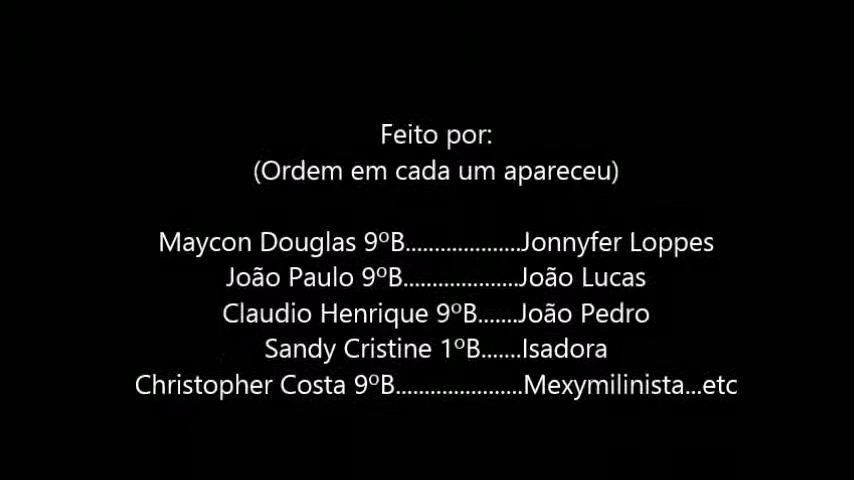 Feito por:
(Ordem em cada um apareceu)
Maycon Douglas 9ºB....................Jonnyfer Loppes
João Paulo 9ºB....................João Lucas
Claudio Henrique 9ºB.......João Pedro
Sandy Cristine 1ºB.......Isadora
Christopher Costa 9ºB......................Mexymilinista...etc